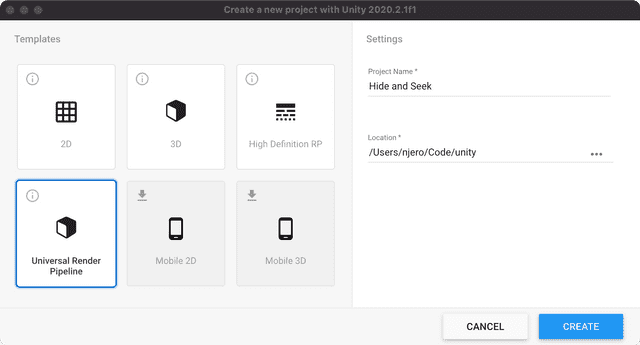 Create a new project with Unity 2020.2.1f1
Templates
2D
3D
High Definition RP
Universal Render
Pipeline
Mobile 2D
Mobile 3D
Settings
Project Name *
Hide and Seek
Location *
/Users/njero/Code/unity
CANCEL
CREATE